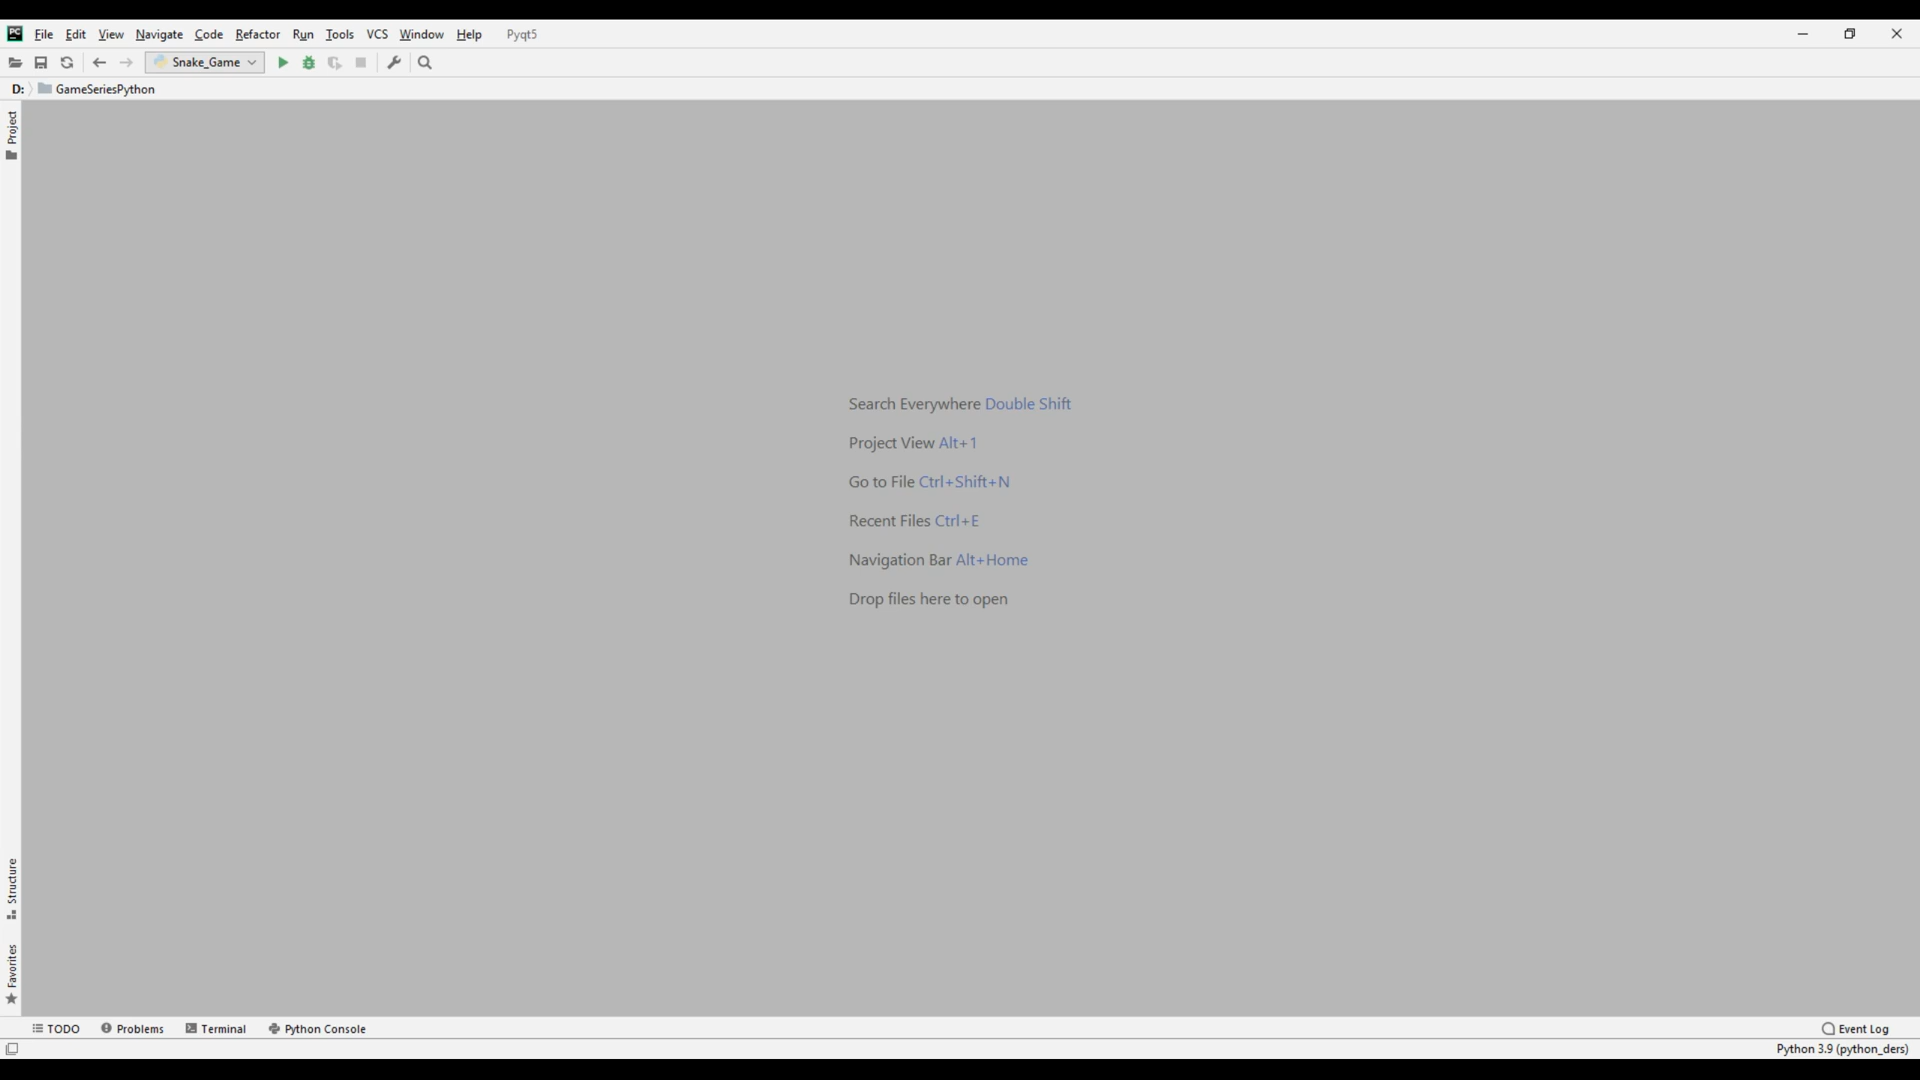 PC File Edit View Navigate Code Refactor Run Tools VCS Window Help Pyqt5
Snake_Game
D: GameSeriesPython
Project
Search Everywhere Double Shift
Project View Alt+1
Go to File Ctrl+Shift+N
Recent Files Ctrl+E
Navigation Bar Alt+Home
Drop files here to open
Structure
Favorites
TODO Problems Terminal Python Console Event Log
Python 3.9 (python_ders)